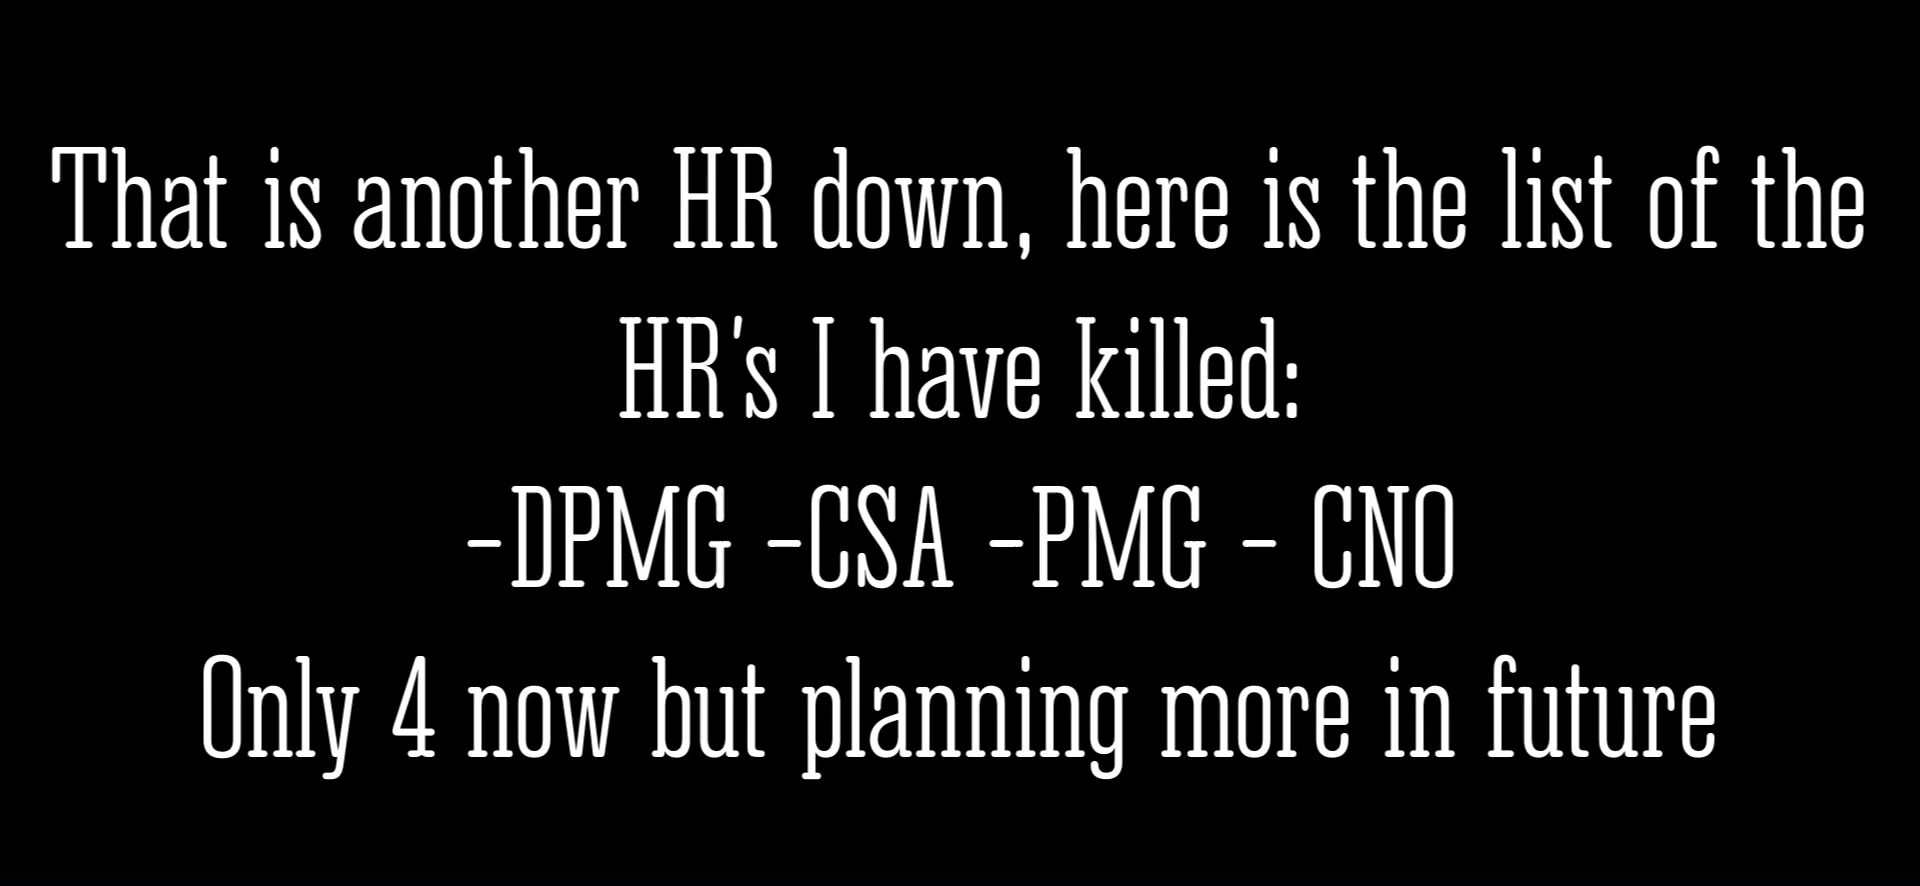 That is another HR down, here is the list of the
HR's I have killed:
-DPMG -CSA -PMG - CNO
Only 4 now but planning more in future